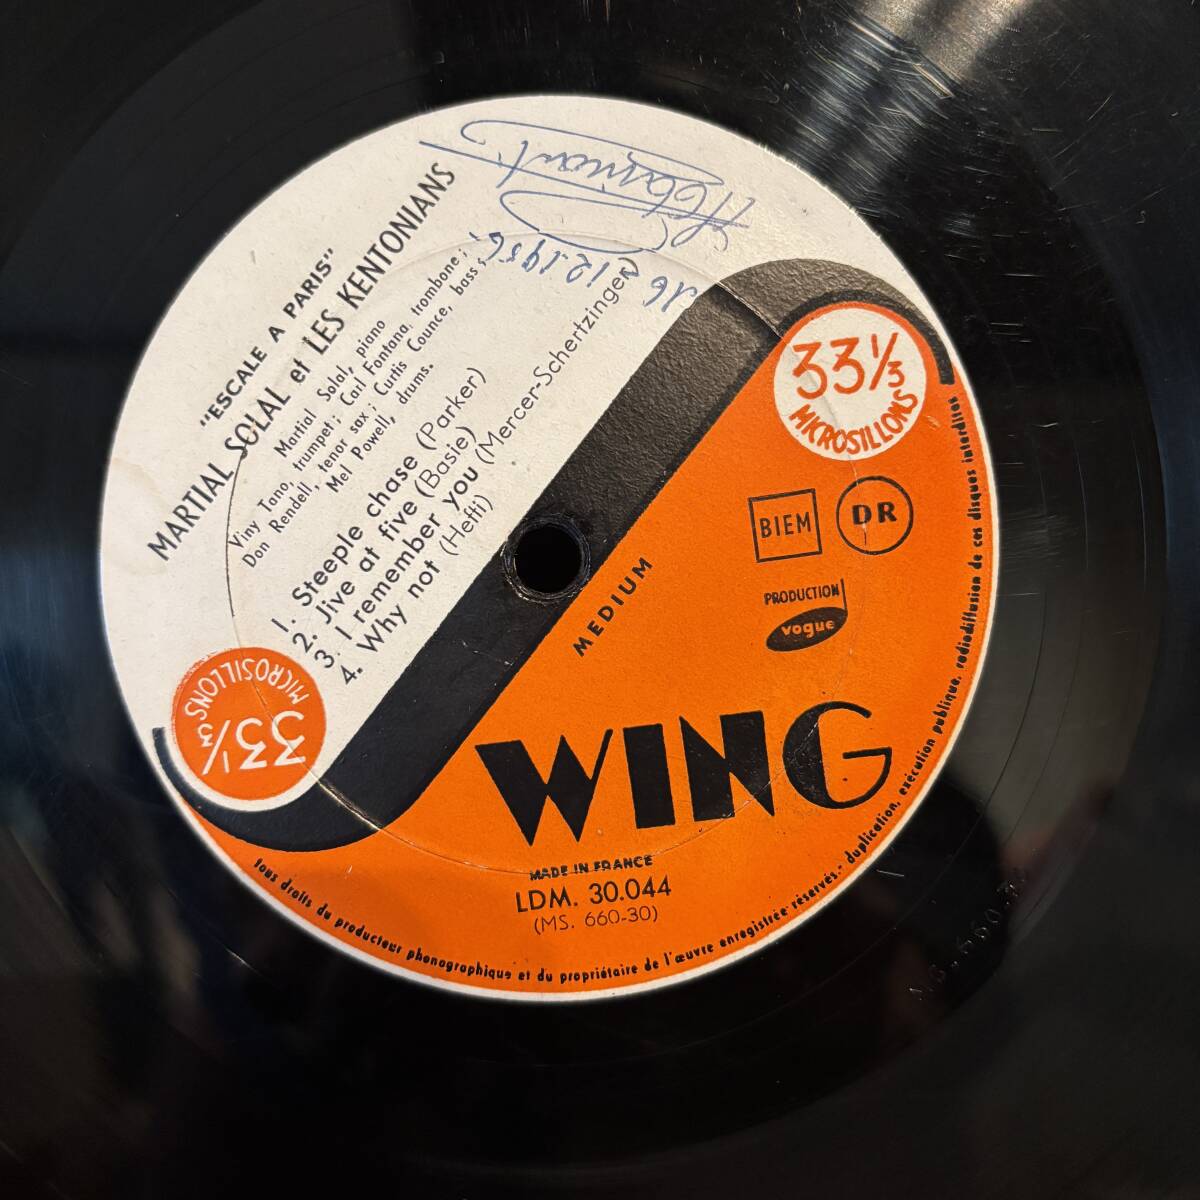 "ESCALE A PARIS"
MARTIAL SOLAL et LES KENTONIANS
Martial Solal, piano
Viny Tano, trumpet; Carl Fontana, trombone;
Don Rendell, tenor sax; Curtis Counce, bass;
Mel Powell, drums.
1. Steeple chase (Parker)
2. Jive at five (Basie)
3. I remember you (Mercer-Schertzinger)
4. Why not (Hefti)
16 12.1956.
33 1/3
MICROSILLONS
33 1/3
MICROSILLONS
BIEM
DR
PRODUCTION
vogue
MEDIUM
WING
MADE IN FRANCE
LDM. 30.044
(MS. 660-30)
tous droits du producteur phonographique et du propriétaire de l'œuvre enregistrée réservés.- duplication, exécution publique, radiodiffusion de ces disques interdites